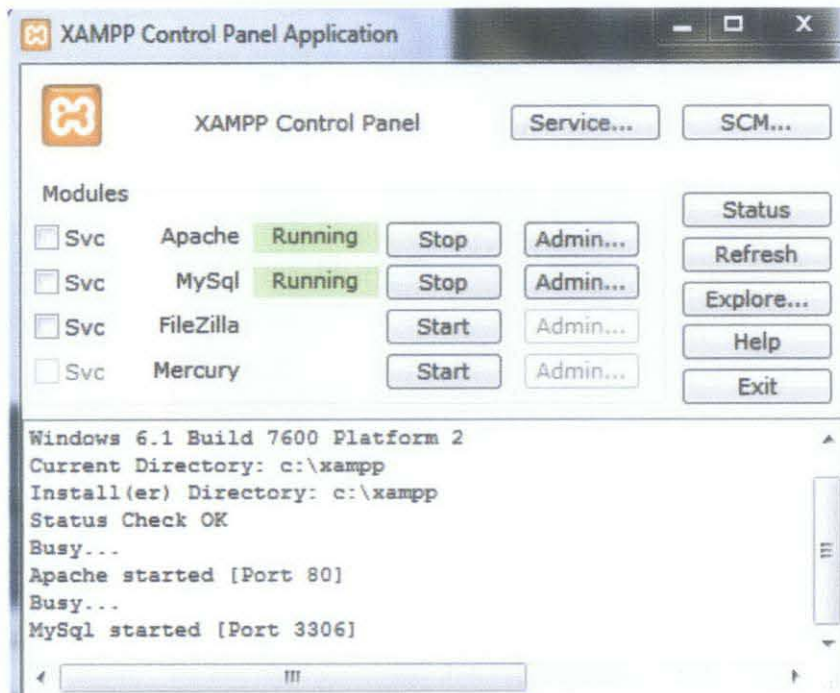 XAMPP Control Panel Application
XAMPP Control Panel Service... SCM...
Modules
Status
Svc Apache Running Stop Admin...
Refresh
Svc MySql Running Stop Admin...
Explore...
Svc FileZilla Start Admin...
Help
Svc Mercury Start Admin...
Exit
Windows 6.1 Build 7600 Platform 2
Current Directory: c:\xampp
Install(er) Directory: c:\xampp
Status Check OK
Busy...
Apache started [Port 80]
Busy...
MySql started [Port 3306]